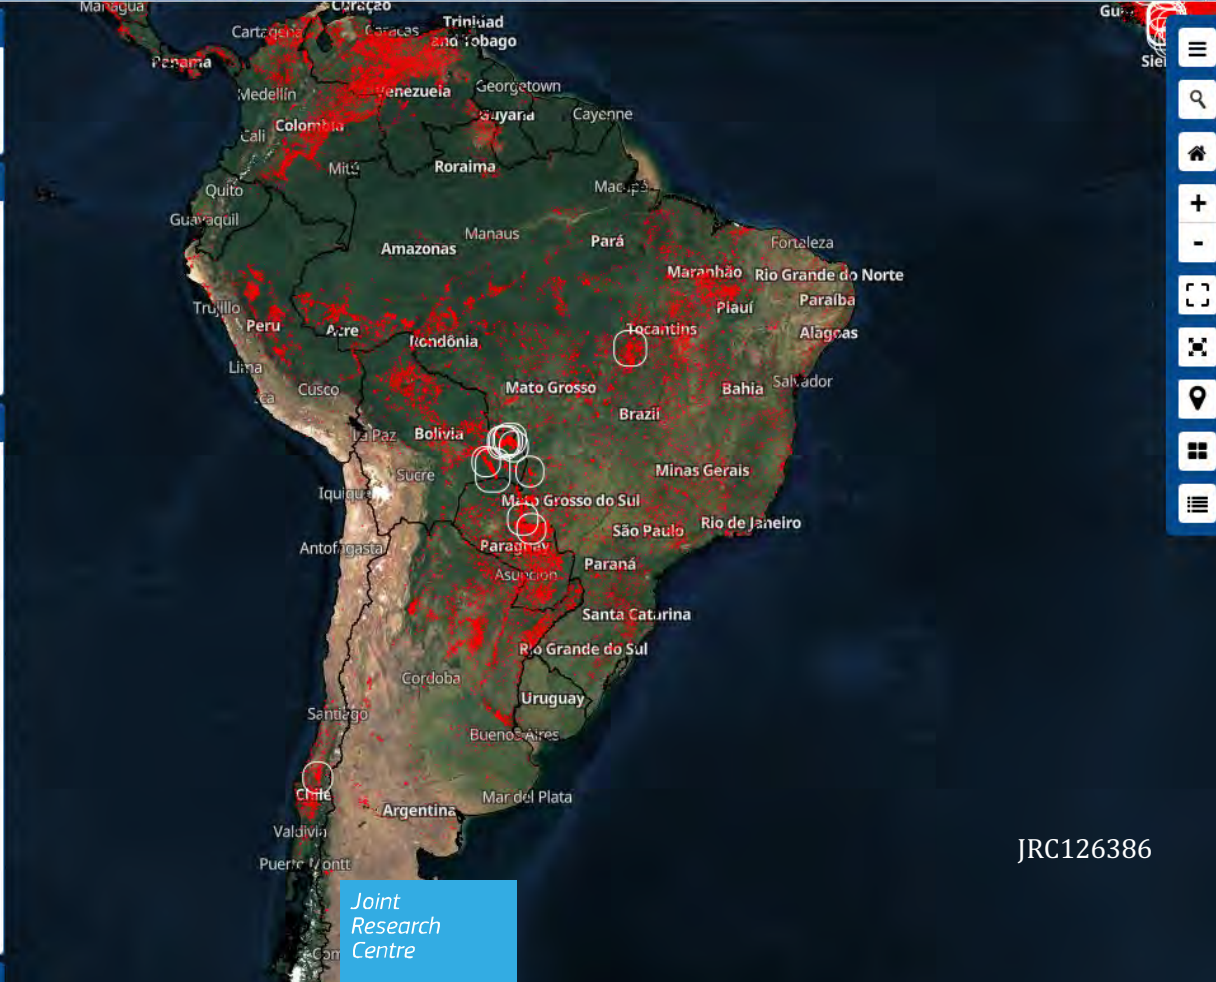 Managua
Curaçao
Gu
Cartagena
Caracas
Trinidad
and Tobago
Panama
Sie
Medellín
Venezuela
Georgetown
Colombia
Guyana
Cayenne
Cali
Mitú
Roraima
Quito
Macapá
Guayaquil
Manaus
Amazonas
Pará
Fortaleza
Maranhão
Rio Grande do Norte
Trujillo
Piauí
Paraíba
Peru
Acre
Tocantins
Alagoas
Rondônia
Lima
Cusco
Mato Grosso
Bahia
Salvador
Ica
Brazil
La Paz
Bolivia
Sucre
Minas Gerais
Iquique
Mato Grosso do Sul
São Paulo
Rio de Janeiro
Antofagasta
Paraguay
Asunción
Paraná
Santa Catarina
Rio Grande do Sul
Cordoba
Uruguay
Santiago
Buenos Aires
Chile
Argentina
Mar del Plata
Valdivia
Puerto Montt
JRC126386
Joint
Research
Centre
Com